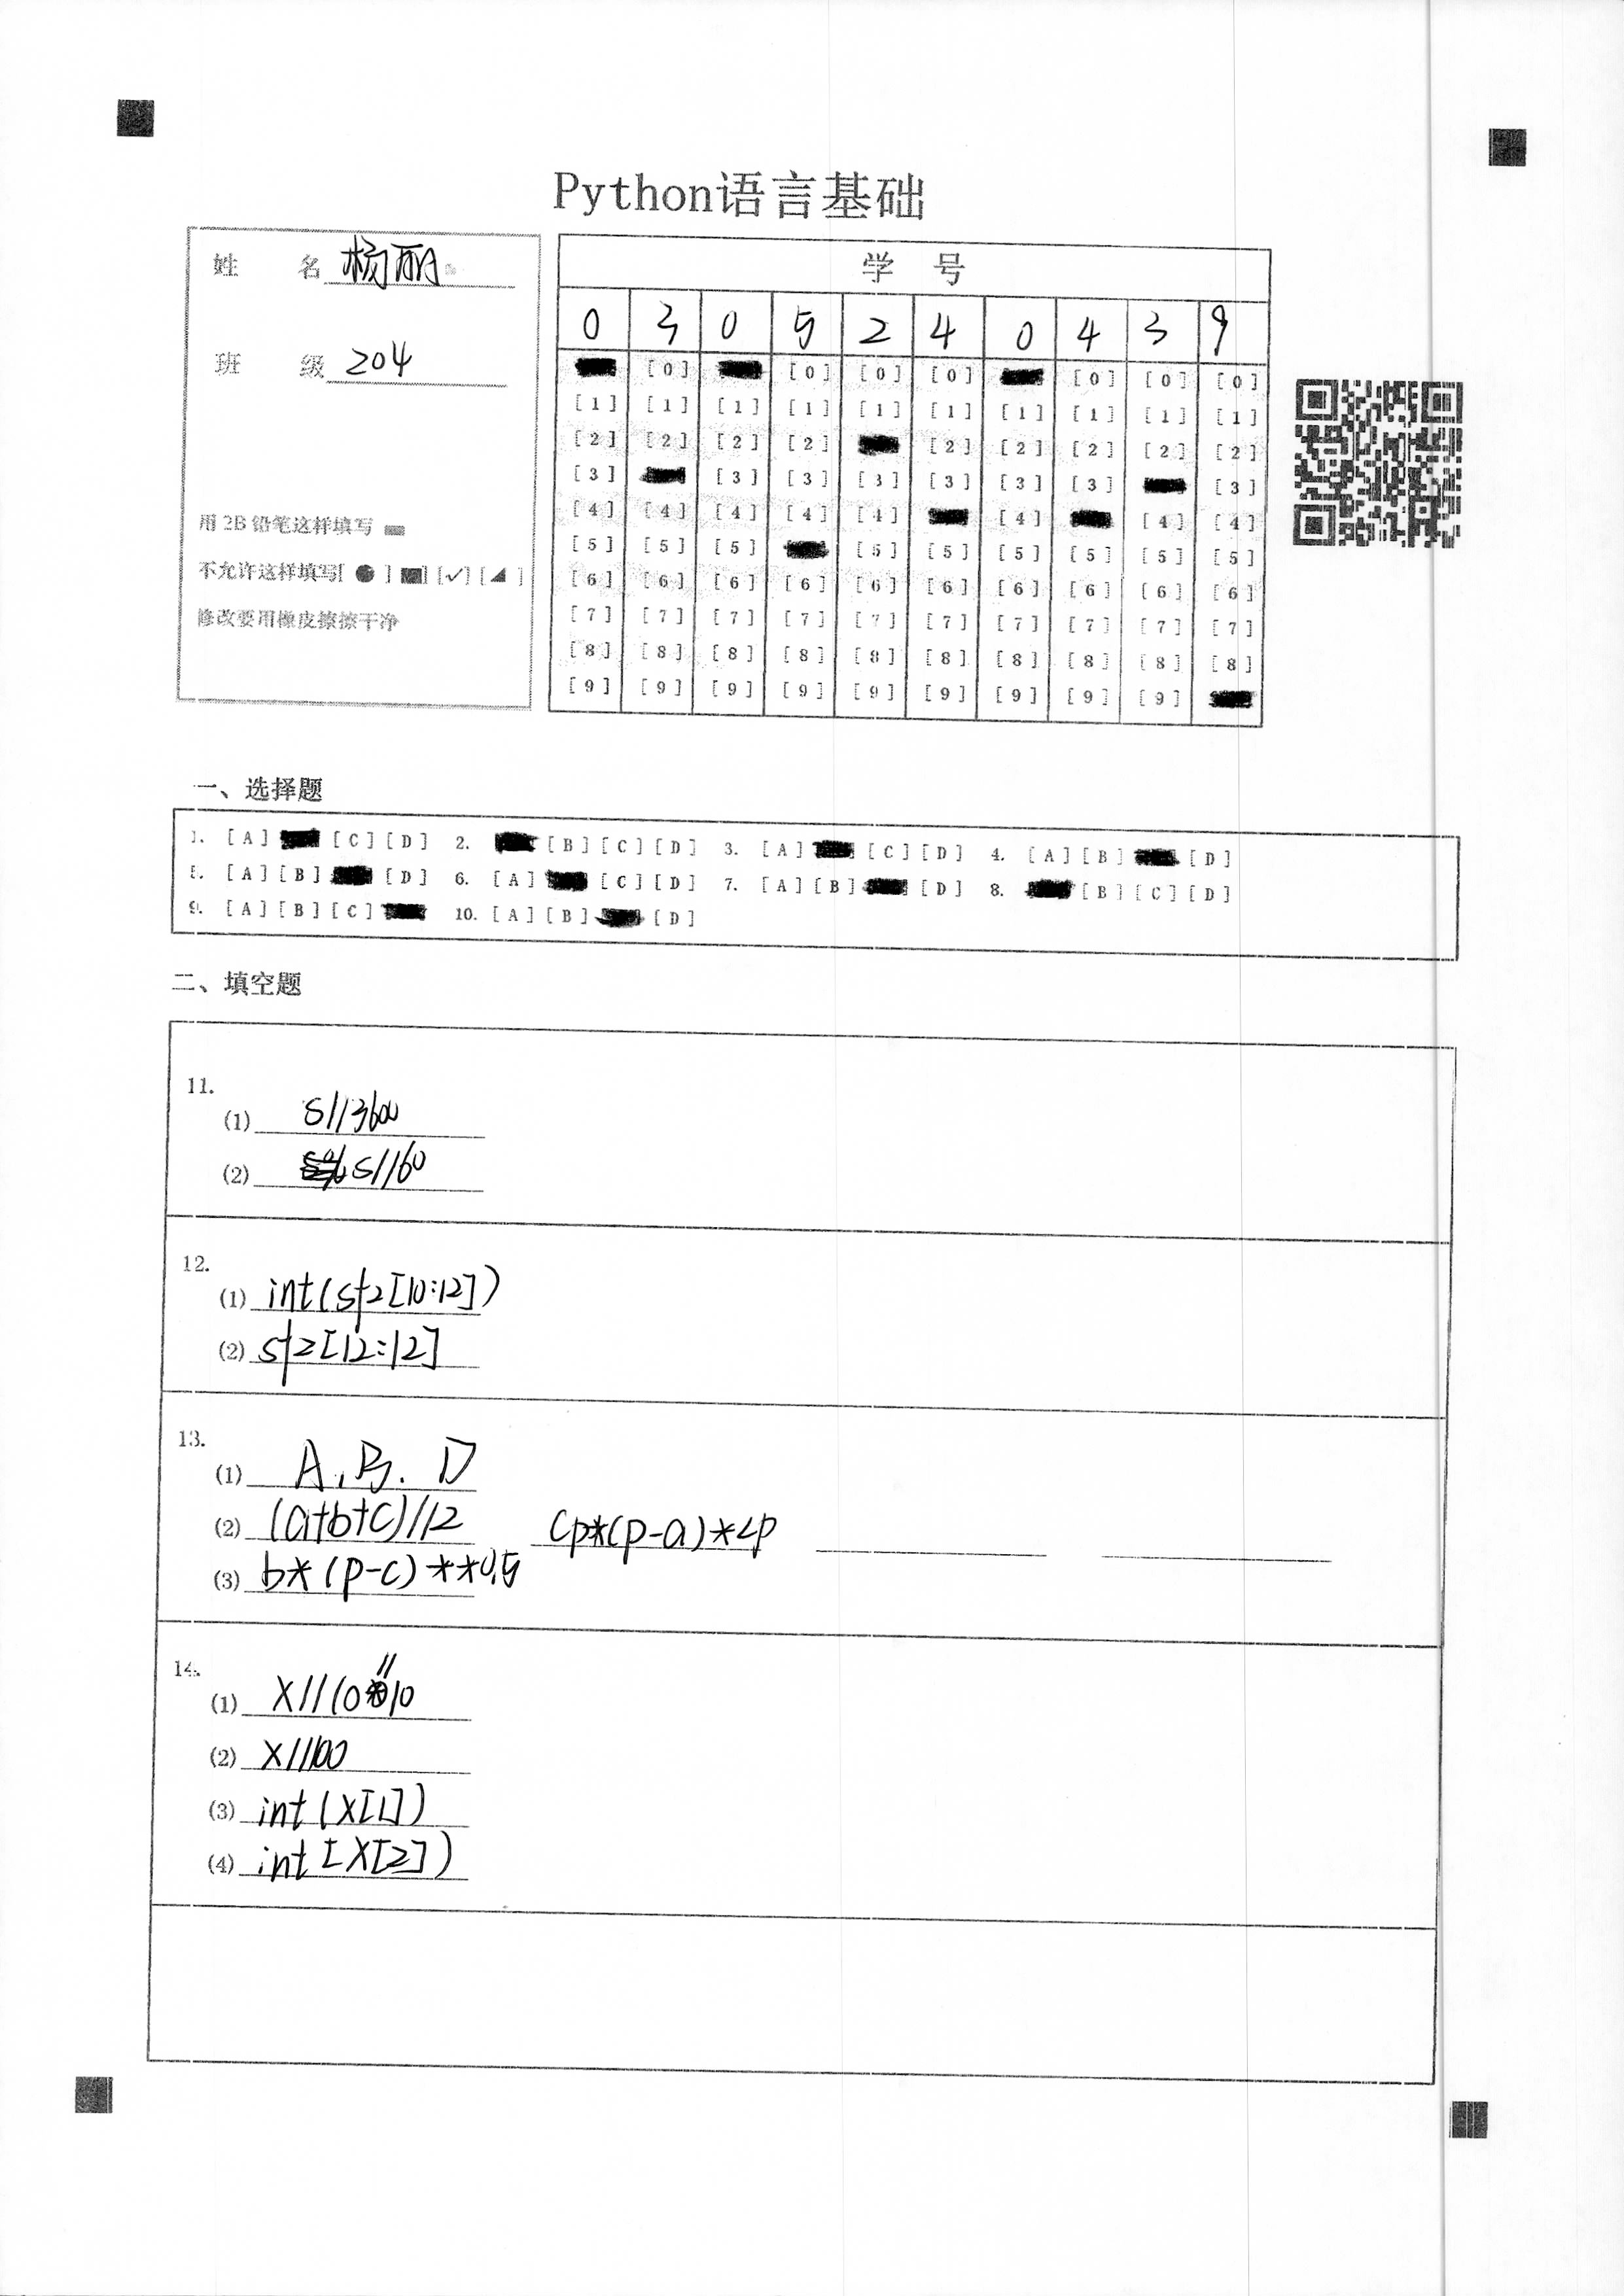 Python语言基础
姓 名 杨丽
班 级 204
用 2B 铅笔这样填写
不允许这样填写[ ● ] [■] [✓] [◢ ]
修改要用橡皮擦擦干净
学 号
0 3 0 5 2 4 0 4 3 9
[0] [0] [0] [0] [0] [0] [0]
[1] [1] [1] [1] [1] [1] [1] [1] [1] [1]
[2] [2] [2] [2] [2] [2] [2] [2] [2]
[3] [3] [3] [3] [3] [3] [3] [3]
[4] [4] [4] [4] [4] [4] [4] [4]
[5] [5] [5] [5] [5] [5] [5] [5] [5]
[6] [6] [6] [6] [6] [6] [6] [6] [6] [6]
[7] [7] [7] [7] [7] [7] [7] [7] [7] [7]
[8] [8] [8] [8] [8] [8] [8] [8] [8] [8]
[9] [9] [9] [9] [9] [9] [9] [9] [9]
一、选择题
1. [A] [C] [D] 2. [B] [C] [D] 3. [A] [C] [D] 4. [A] [B] [D]
5. [A] [B] [D] 6. [A] [C] [D] 7. [A] [B] [D] 8. [B] [C] [D]
9. [A] [B] [C] 10. [A] [B] [D]
二、填空题
11.
(1) s//3600
(2) s//60
12.
(1) int(sfz[10:12])
(2) sfz[12:12]
13.
(1) A、B、D
(2) (a+b+c)//2 (p*(p-a)*<p
(3) b*(p-c)**0.5
14.
(1) x//10//10
(2) x//100
(3) int(x[1])
(4) int[x[2])